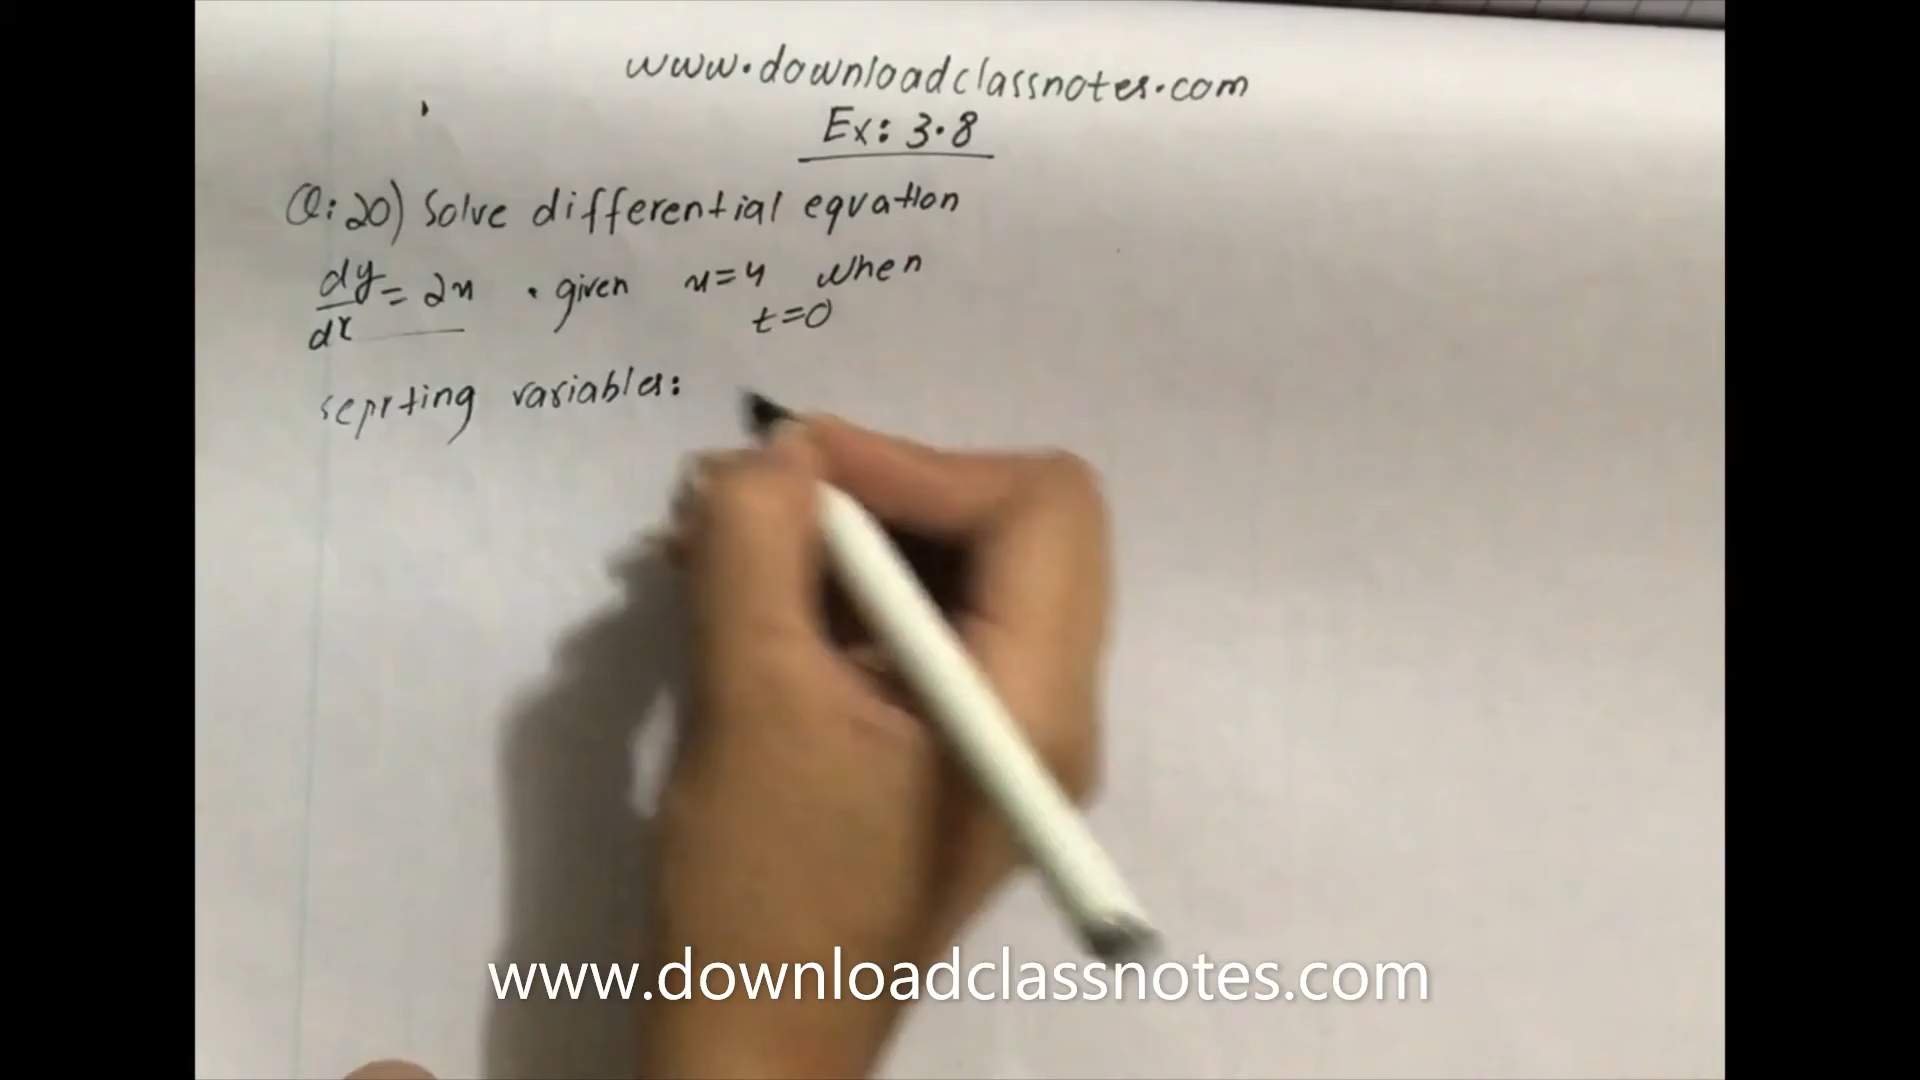 www.downloadclassnotes.com
Ex: 3.8
Q: 20) Solve differential equation
dy/dx = 2x . given x=4 when
t=0
seprting variables:
www.downloadclassnotes.com